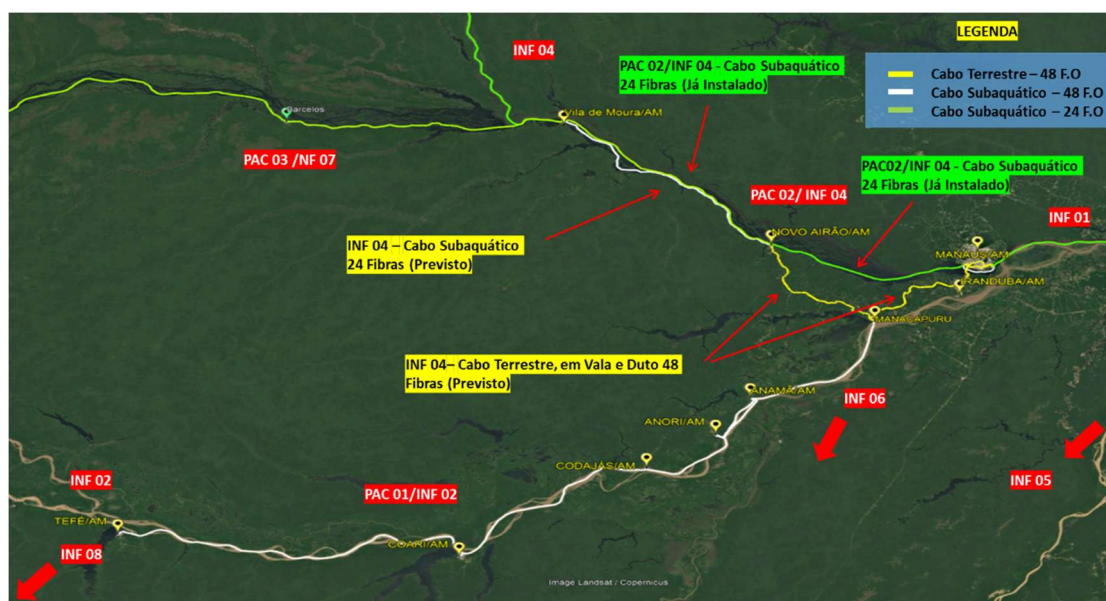 LEGENDA
Cabo Terrestre – 48 F.O
Cabo Subaquático – 48 F.O
Cabo Subaquático – 24 F.O
INF 04
PAC 02/INF 04 - Cabo Subaquático
24 Fibras (Já Instalado)
Barcelos
Vila de Moura/AM
PAC 03 /NF 07
PAC02/INF 04 - Cabo Subaquático
24 Fibras (Já Instalado)
PAC 02/ INF 04
INF 01
NOVO AIRÃO/AM
INF 04 – Cabo Subaquático
24 Fibras (Previsto)
MANAUS/AM
IRANDUBA/AM
MANACAPURU
INF 04– Cabo Terrestre, em Vala e Duto 48
Fibras (Previsto)
ANAMÃ/AM
INF 06
ANORI/AM
CODAJÁS/AM
INF 02
PAC 01/INF 02
INF 05
TEFÉ/AM
COARI/AM
INF 08
Image Landsat / Copernicus